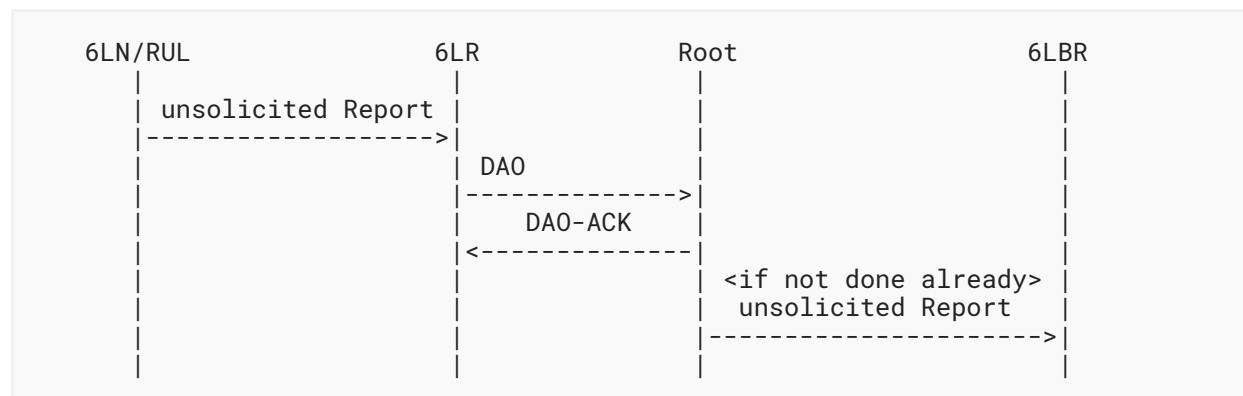 6LN/RUL 6LR Root 6LBR
unsolicited Report
DAO
DAO-ACK
<if not done already>
unsolicited Report